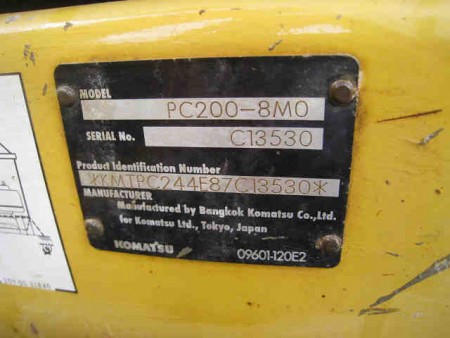 MODEL PC200-8M0
SERIAL No. C13530
Product Identification Number
*KMTPC244E87C13530*
MANUFACTURER
Manufactured by Bangkok Komatsu Co.,Ltd.
for Komatsu Ltd., Tokyo, Japan
KOMATSU 09601-120E2